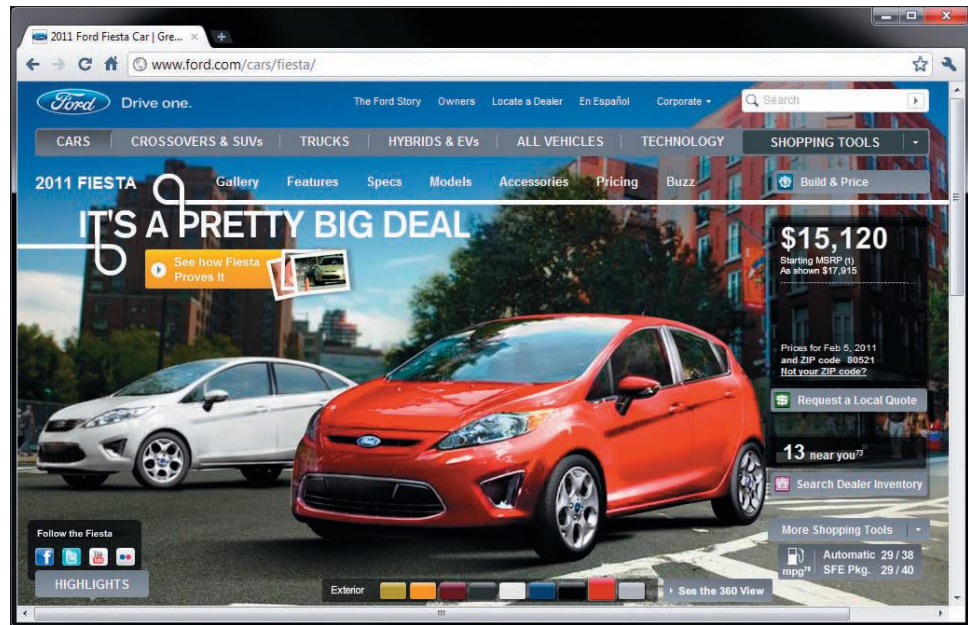 2011 Ford Fiesta Car | Gre...
www.ford.com/cars/fiesta/
Ford Drive one.
The Ford Story Owners Locate a Dealer En Español Corporate
Search
CARS CROSSOVERS & SUVs TRUCKS HYBRIDS & EVs ALL VEHICLES TECHNOLOGY SHOPPING TOOLS
2011 FIESTA Gallery Features Specs Models Accessories Pricing Buzz
Build & Price
IT'S A PRETTY BIG DEAL
See how Fiesta
Proves It
$15,120
Starting MSRP (1)
As shown $17,915
Prices for Feb 5, 2011
and ZIP code 80521
Not your ZIP code?
Request a Local Quote
13 near you73
Search Dealer Inventory
More Shopping Tools
mpg78
Automatic 29 / 38
SFE Pkg. 29 / 40
Follow the Fiesta
HIGHLIGHTS
Exterior
See the 360 View